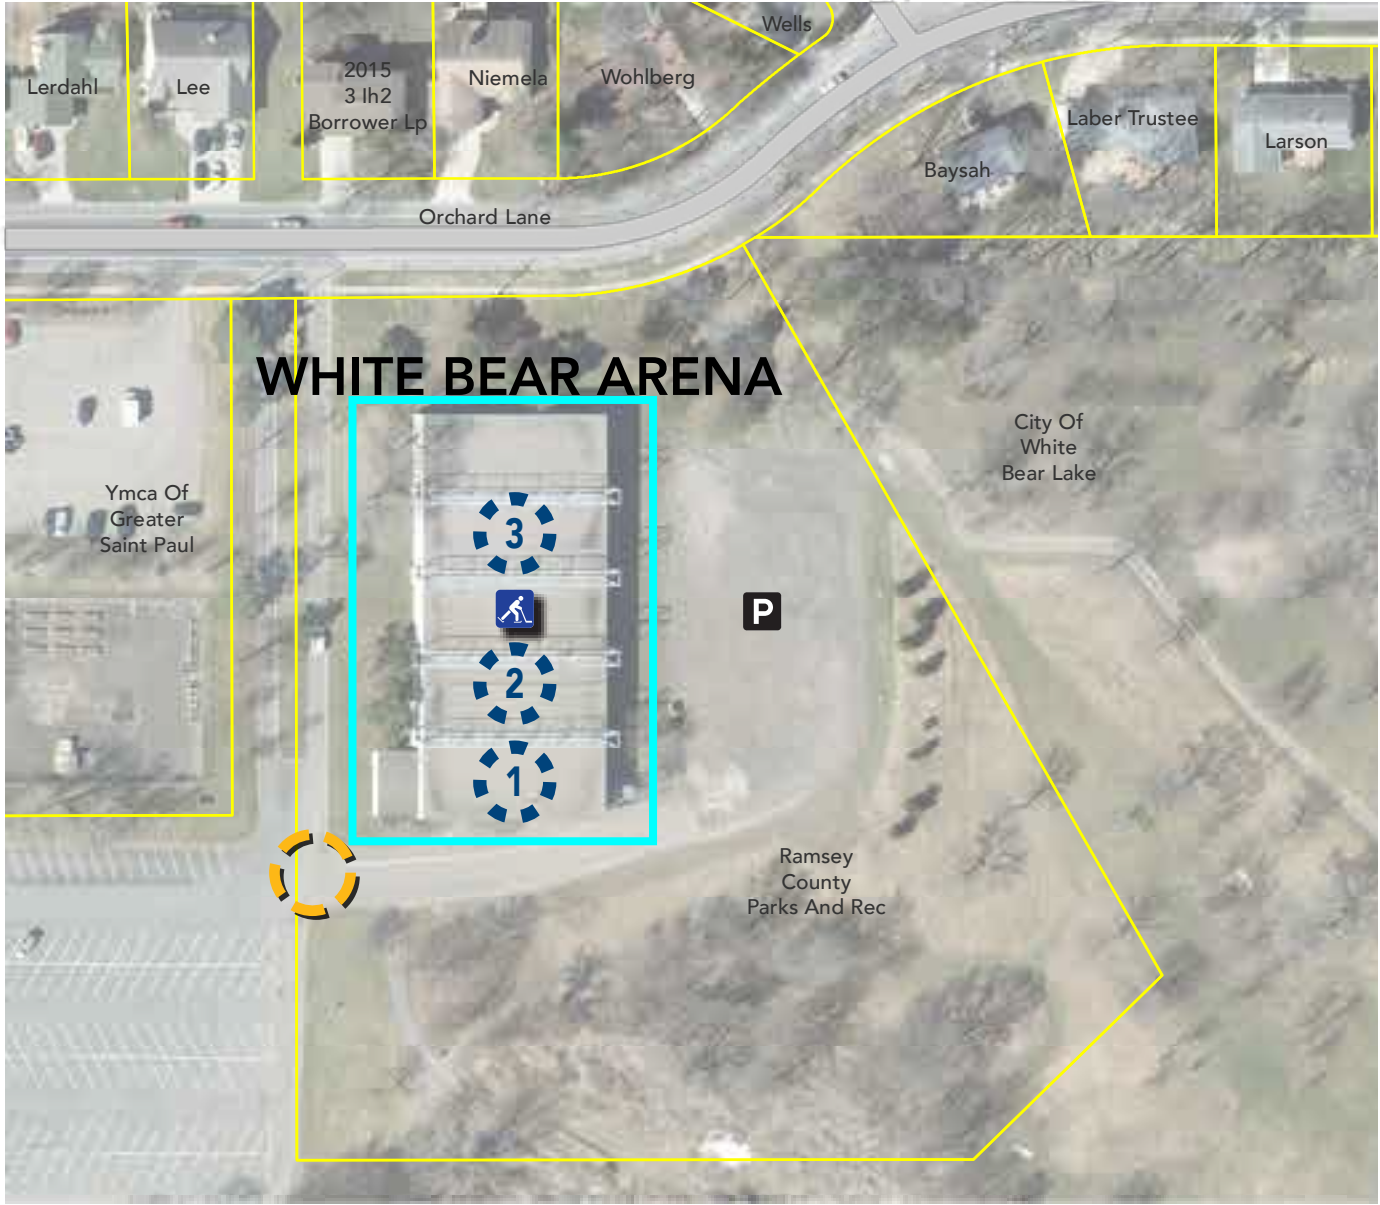 Wells
Lerdahl
Lee
2015
3 Ih2
Borrower Lp
Niemela
Wohlberg
Laber Trustee
Larson
Baysah
Orchard Lane
WHITE BEAR ARENA
City Of
White
Bear Lake
Ymca Of
Greater
Saint Paul
3
P
2
1
Ramsey
County
Parks And Rec